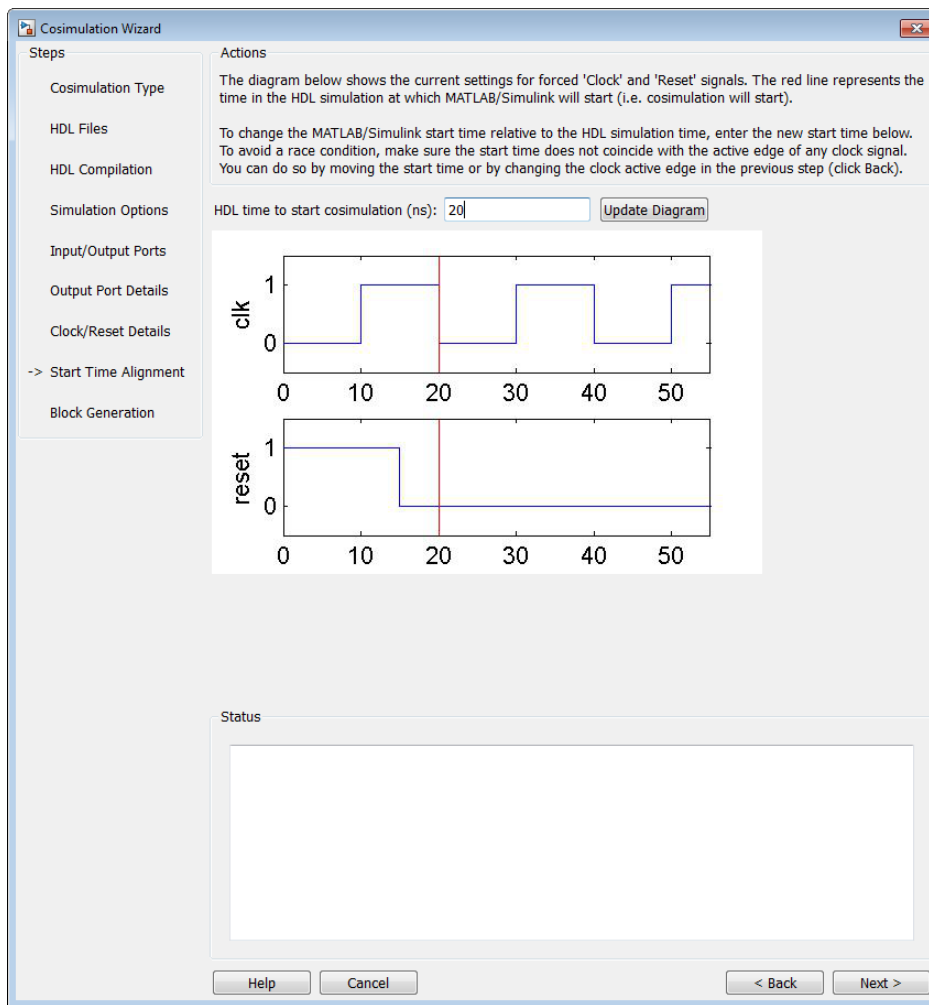 Cosimulation Wizard
Steps
Cosimulation Type
HDL Files
HDL Compilation
Simulation Options
Input/Output Ports
Output Port Details
Clock/Reset Details
-> Start Time Alignment
Block Generation
Actions
The diagram below shows the current settings for forced 'Clock' and 'Reset' signals. The red line represents the
time in the HDL simulation at which MATLAB/Simulink will start (i.e. cosimulation will start).
To change the MATLAB/Simulink start time relative to the HDL simulation time, enter the new start time below.
To avoid a race condition, make sure the start time does not coincide with the active edge of any clock signal.
You can do so by moving the start time or by changing the clock active edge in the previous step (click Back).
HDL time to start cosimulation (ns): 20 Update Diagram
clk
1
0
0 10 20 30 40 50
reset
1
0
0 10 20 30 40 50
Status
Help Cancel < Back Next >